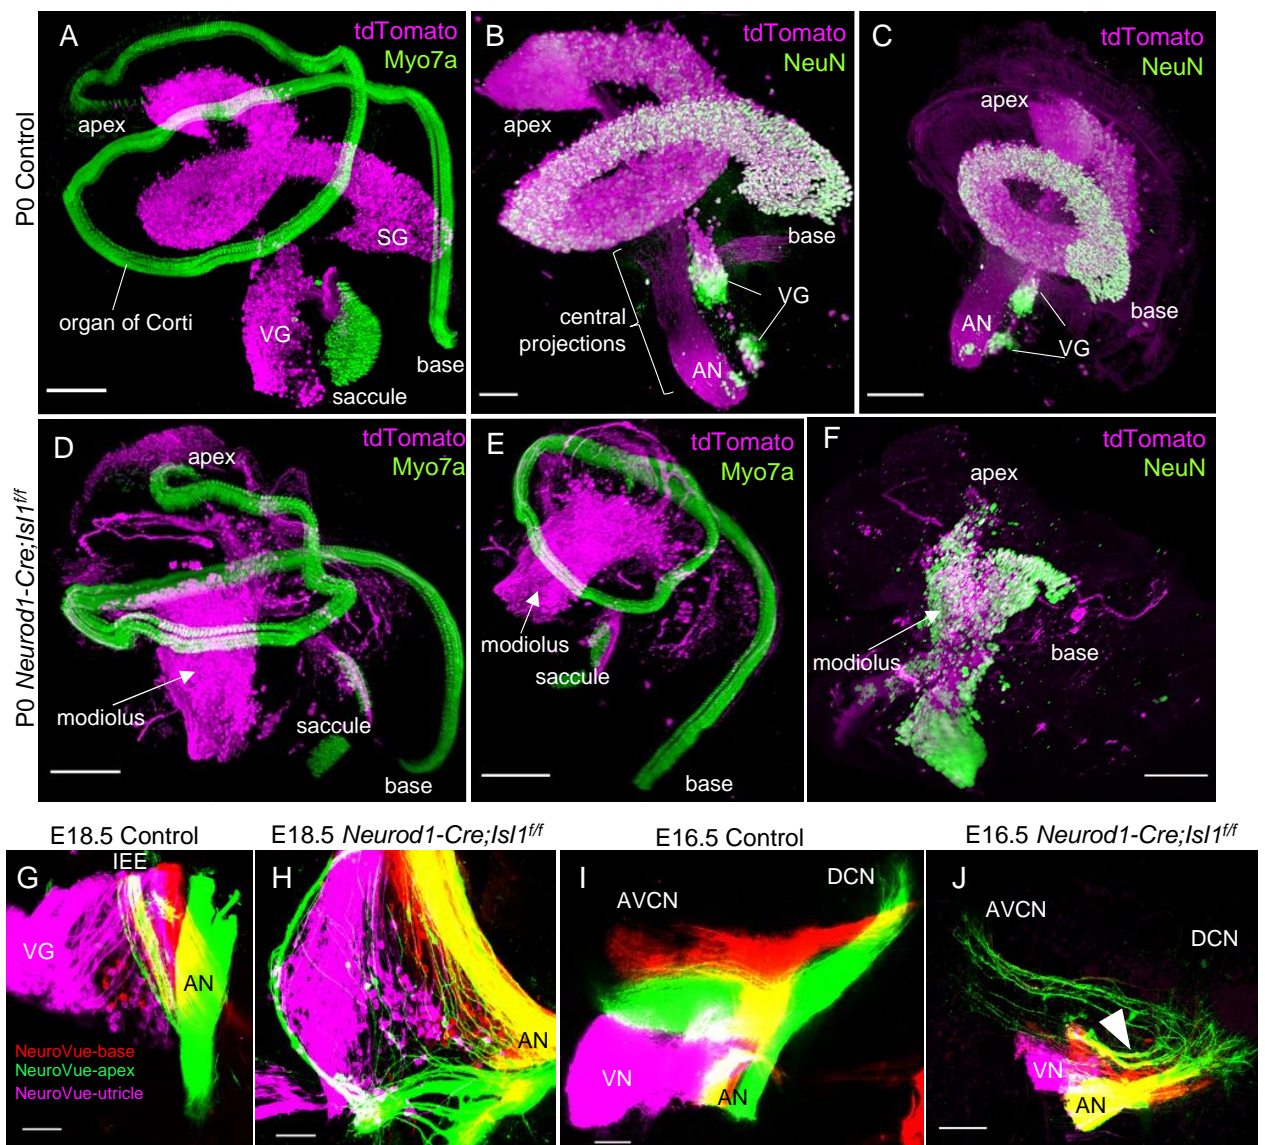 P0 Control
A
tdTomato
Myo7a
apex
SG
organ of Corti
VG
base
saccule
B
tdTomato
NeuN
apex
base
VG
central
projections
AN
C
tdTomato
NeuN
apex
base
AN
VG
P0 Neurod1-Cre;Isl1f/f
D
tdTomato
Myo7a
apex
modiolus
saccule
base
E
tdTomato
Myo7a
modiolus
saccule
base
F
tdTomato
NeuN
apex
modiolus
base
E18.5 Control
G
IEE
VG
AN
NeuroVue-base
NeuroVue-apex
NeuroVue-utricle
E18.5 Neurod1-Cre;Isl1f/f
H
AN
E16.5 Control
I
DCN
AVCN
VN
AN
E16.5 Neurod1-Cre;Isl1f/f
J
AVCN
DCN
VN
AN